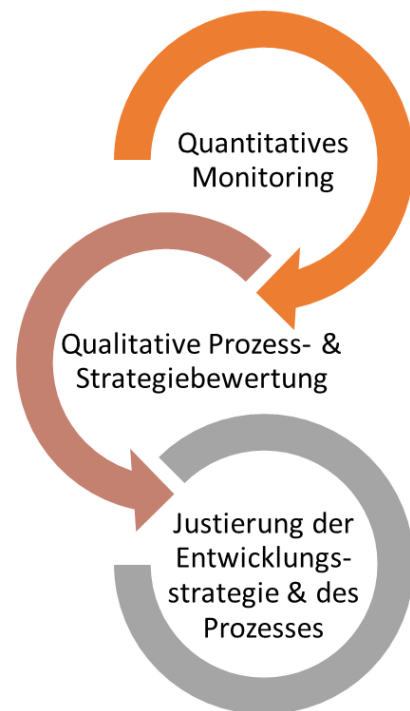 Quantitatives
Monitoring
Qualitative Prozess- &
Strategiebewertung
Justierung der
Entwicklungs-
strategie & des
Prozesses